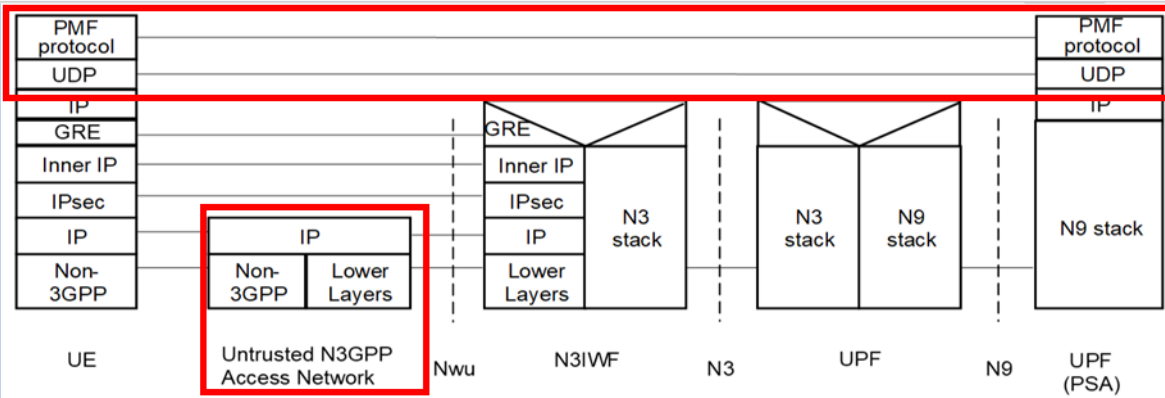 PMF
protocol
UDP
IP
GRE
Inner IP
IPsec
IP
Non-
3GPP
UE
IP
Non-
3GPP
Lower
Layers
Untrusted N3GPP
Access Network
Nwu
GRE
Inner IP
IPsec
IP
Lower
Layers
N3
stack
N3IWF
N3
N3
stack
N9
stack
UPF
N9
PMF
protocol
UDP
IP
N9 stack
UPF
(PSA)